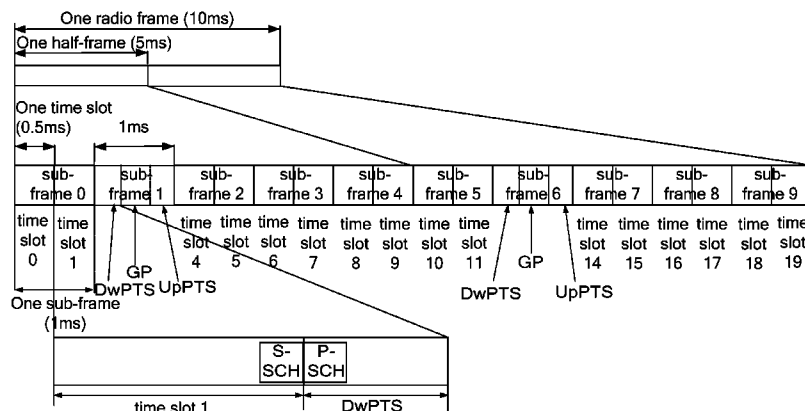 One radio frame (10ms)
One half-frame (5ms)
One time slot
(0.5ms)
1ms
sub-
frame 0
sub-
frame 1
sub-
frame 2
sub-
frame 3
sub-
frame 4
sub-
frame 5
sub-
frame 6
sub-
frame 7
sub-
frame 8
sub-
frame 9
time
slot
0
time
slot
1
DwPTS
GP
UpPTS
time
slot
4
time
slot
5
time
slot
6
time
slot
7
time
slot
8
time
slot
9
time
slot
10
time
slot
11
DwPTS
GP
UpPTS
time
slot
14
time
slot
15
time
slot
16
time
slot
17
time
slot
18
time
slot
19
One sub-frame
(1ms)
S-
SCH
P-
SCH
time slot 1
DwPTS